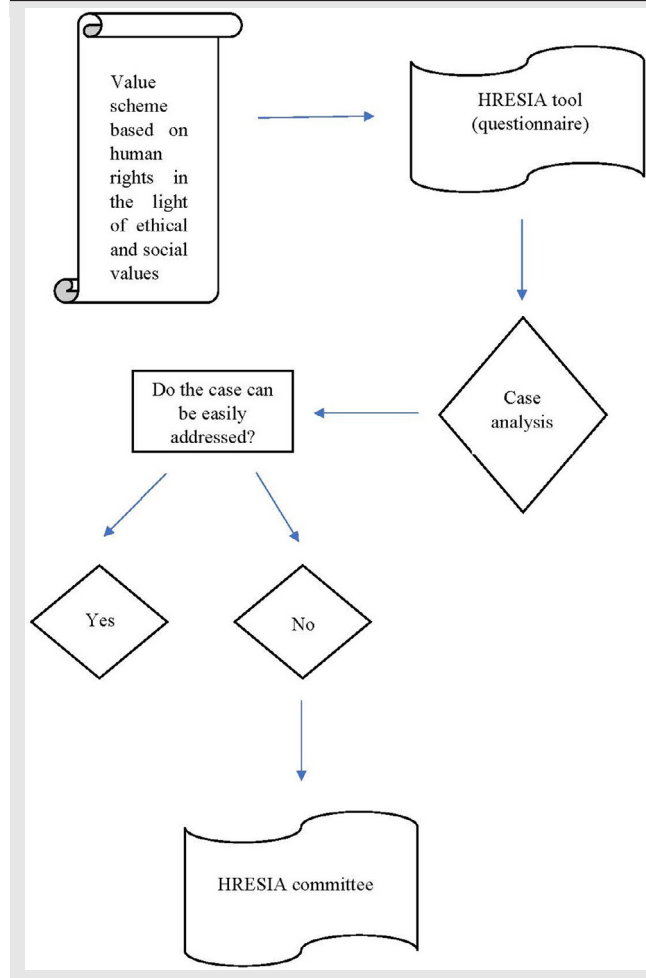 Value
scheme
based on
human
rights in
the light
of ethical
and social
values
HRESIA tool
(questionnaire)
Case
analysis
Do the case can
be easily
addressed?
Yes
No
HRESIA committee